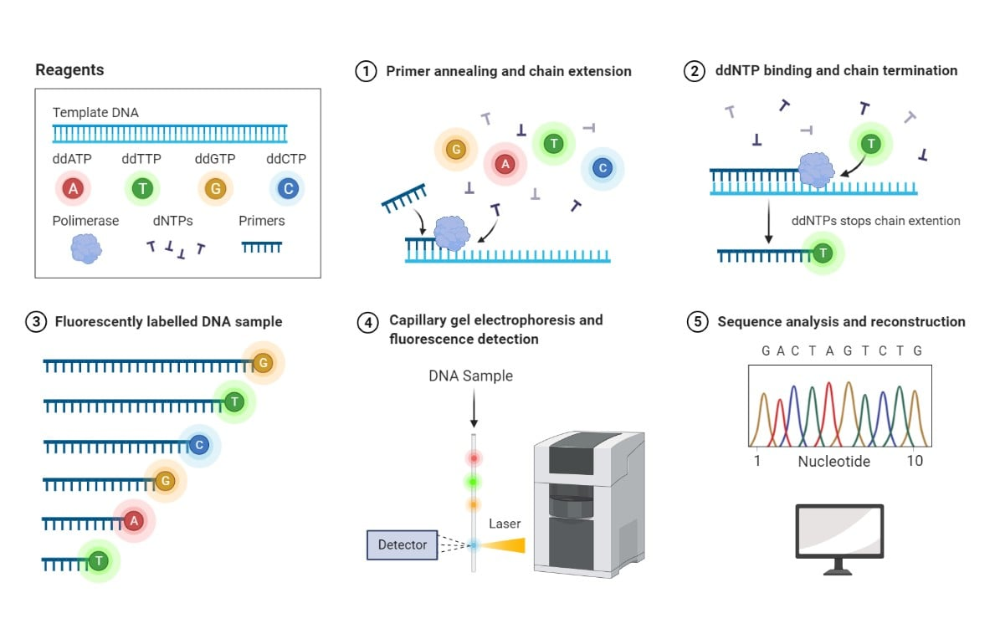 Reagents
Template DNA
ddATP ddTTP ddGTP ddCTP
A T G C
Polimerase dNTPs Primers
1 Primer annealing and chain extension
G A T C
2 ddNTP binding and chain termination
T
ddNTPs stops chain extention
T
3 Fluorescently labelled DNA sample
G
T
C
G
A
T
4 Capillary gel electrophoresis and
fluorescence detection
DNA Sample
Laser
Detector
5 Sequence analysis and reconstruction
G A C T A G T C T G
1 Nucleotide 10